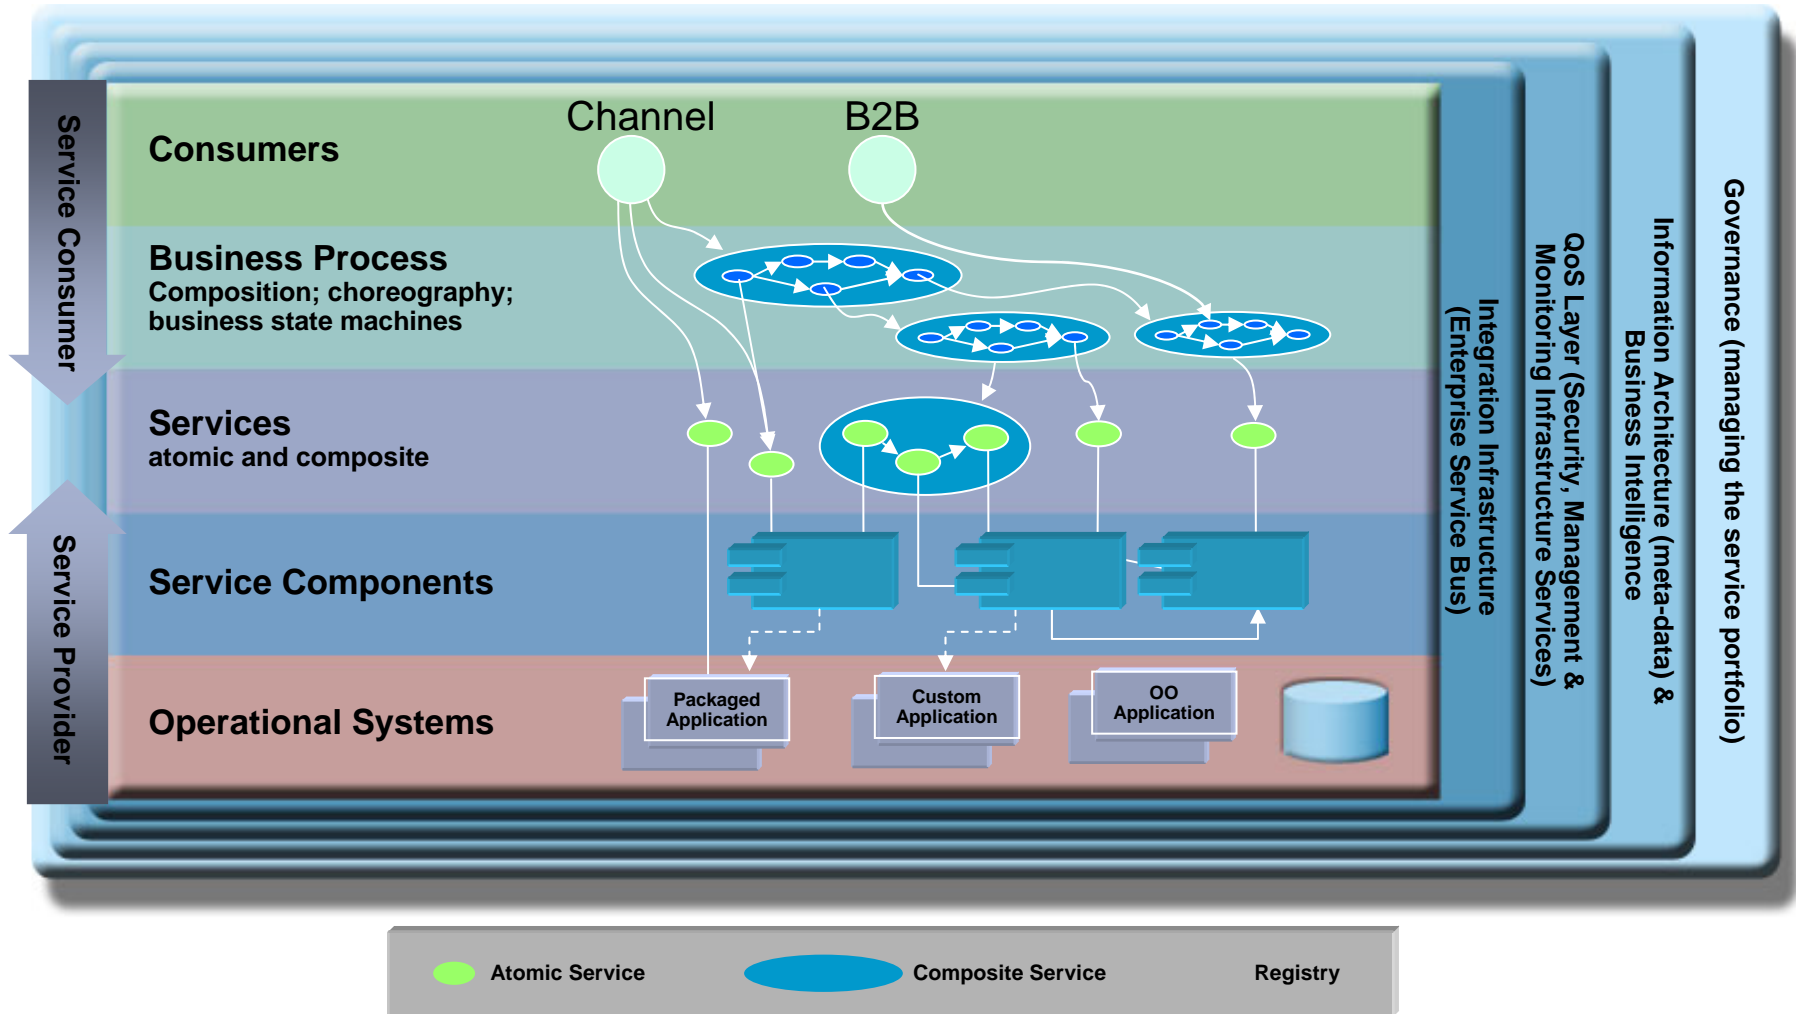 Channel
B2B
Consumers
Business Process
Composition; choreography;
business state machines
Services
atomic and composite
Service Components
Operational Systems
Packaged
Application
Custom
Application
OO
Application
Service Consumer
Service Provider
Integration Infrastructure
(Enterprise Service Bus)
QoS Layer (Security, Management &
Monitoring Infrastructure Services)
Information Architecture (meta-data) &
Business Intelligence
Governance (managing the service portfolio)
Atomic Service
Composite Service
Registry